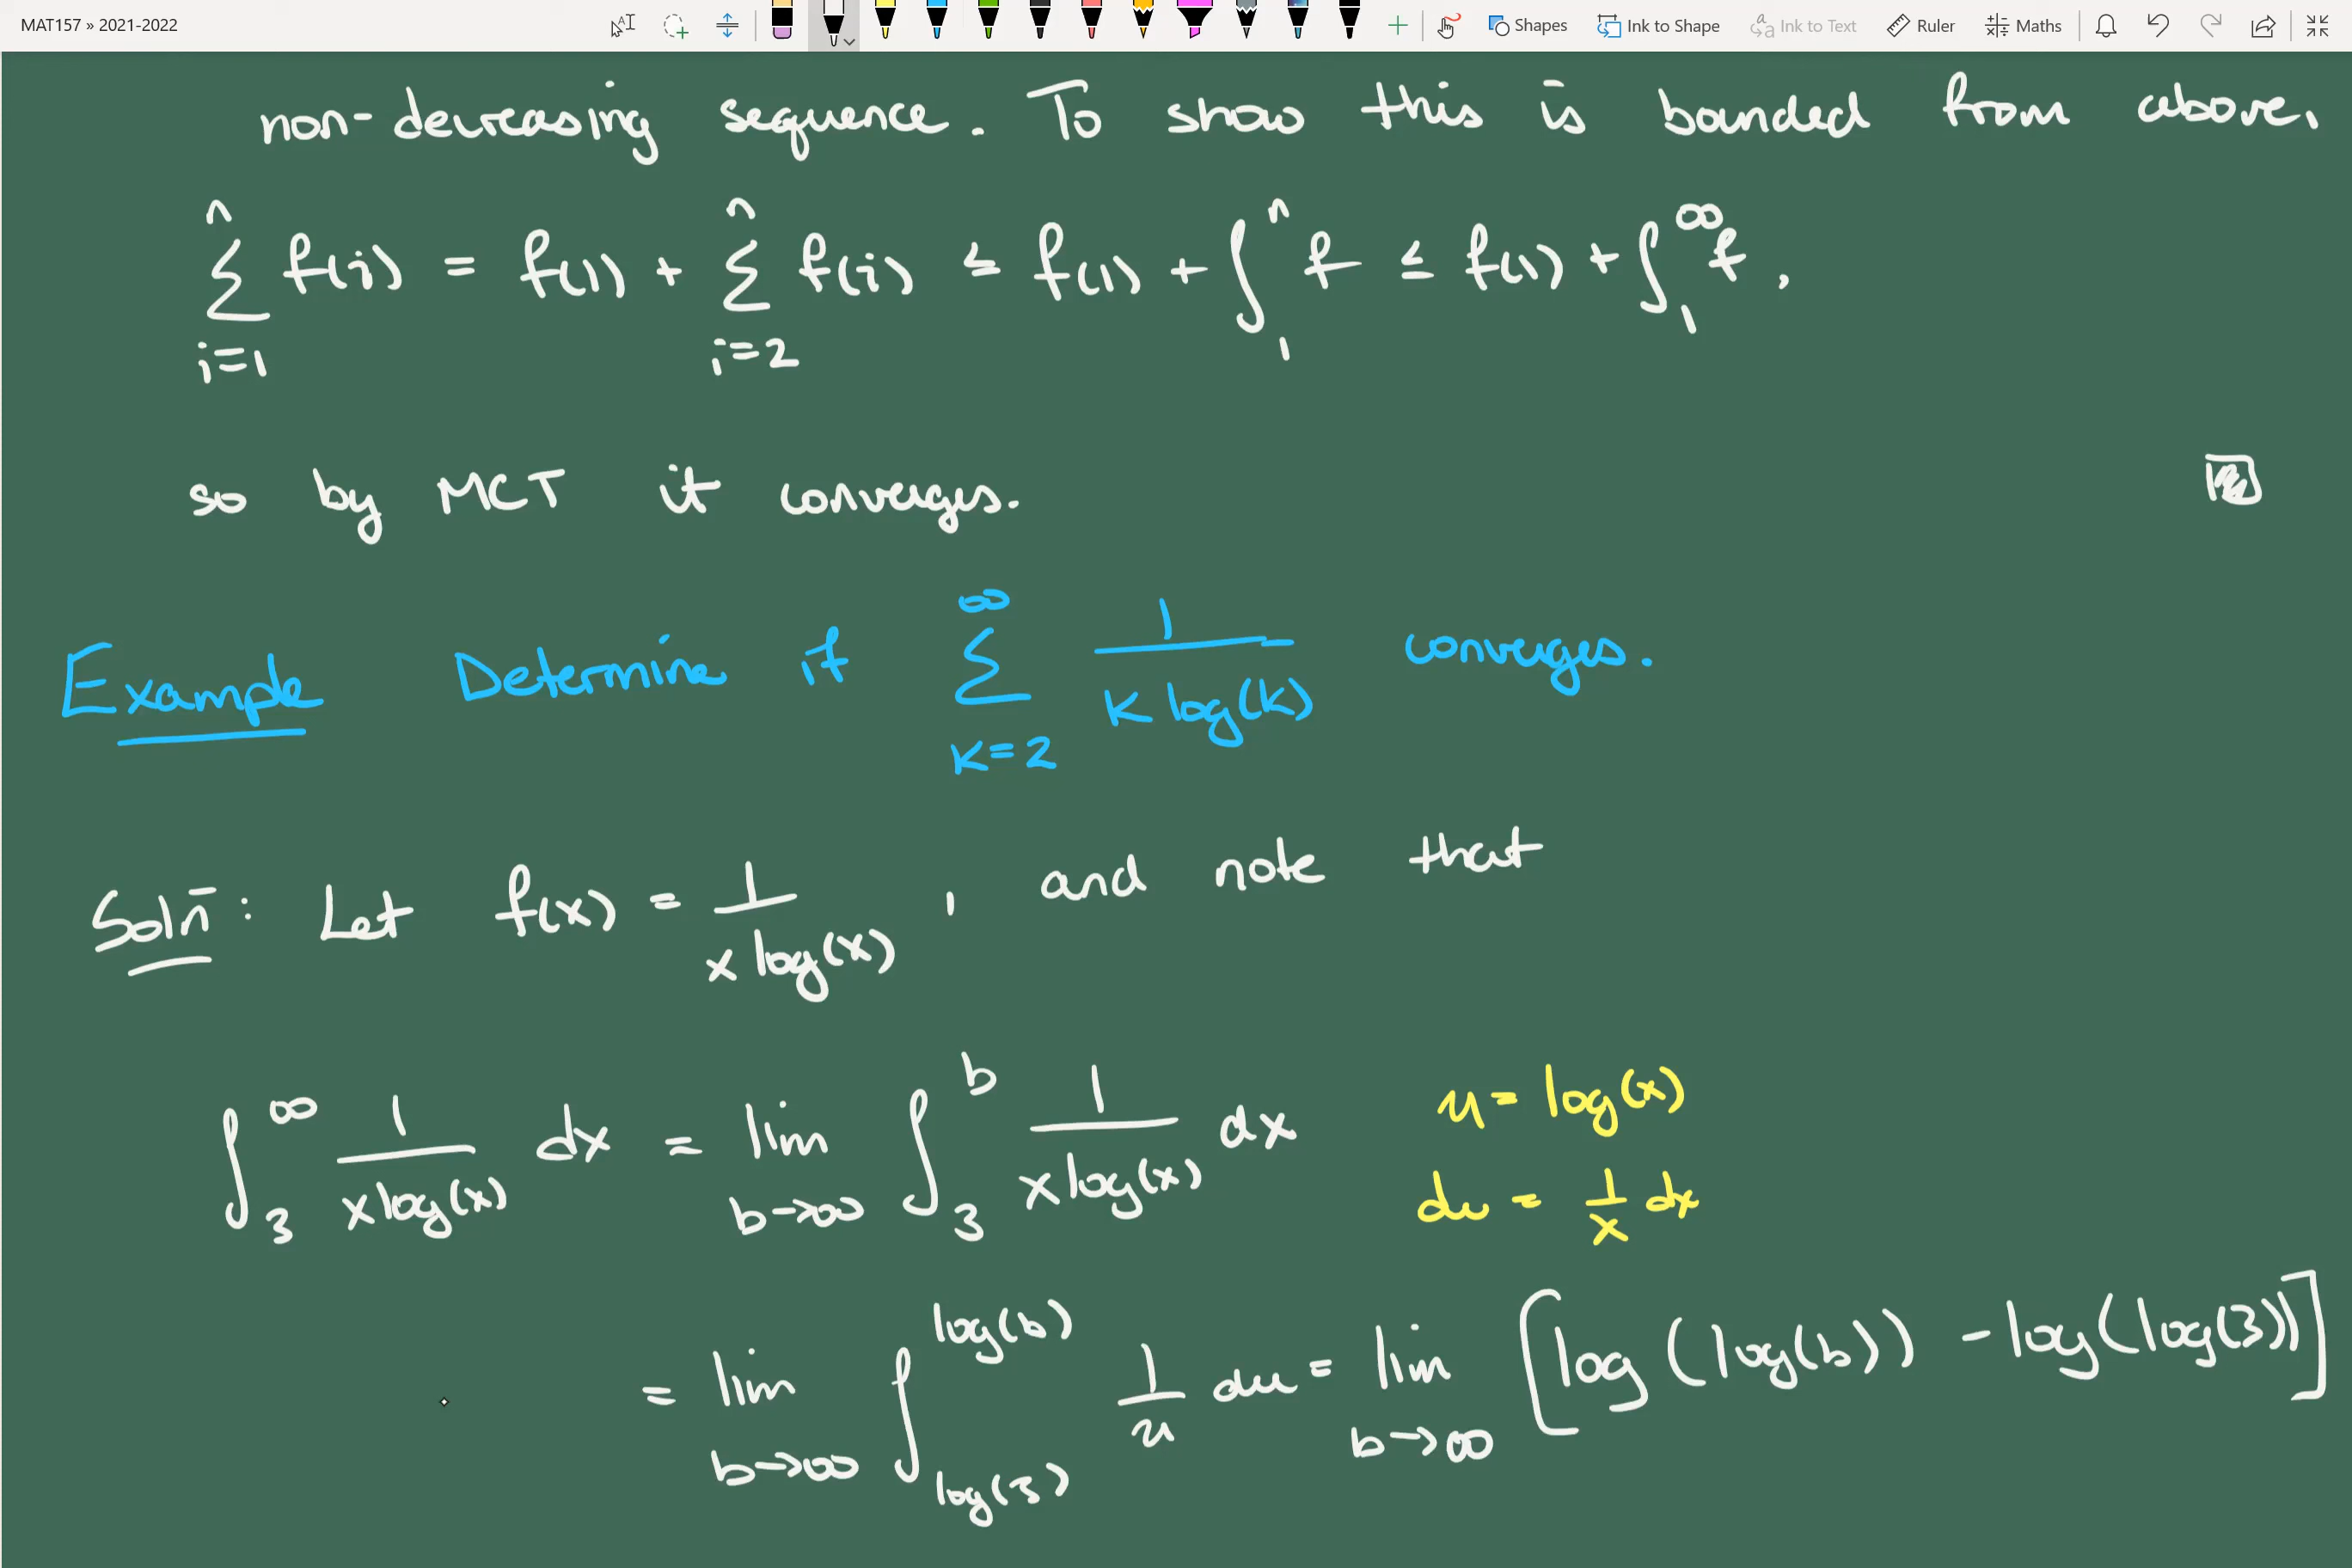 MAT157 » 2021-2022 Shapes Ink to Shape Ink to Text Ruler Maths
non-decreasing sequence. To show this is bounded from above,
n n n ∞
∑ f(i) = f(1) + ∑ f(i) ≤ f(1) + ∫ f ≤ f(1) + ∫ f,
i=1 i=2 1 1
so by MCT it converges.
Example Determine if ∑_{k=2}^{∞} 1/(k log(k)) converges.
Soln: Let f(x) = 1/(x log(x)), and note that
∫_3^∞ 1/(x log(x)) dx = lim_{b→∞} ∫_3^b 1/(x log(x)) dx u = log(x)
du = 1/x dx
= lim_{b→∞} ∫_{log(3)}^{log(b)} 1/u du = lim_{b→∞} [log(log(b)) - log(log(3))]